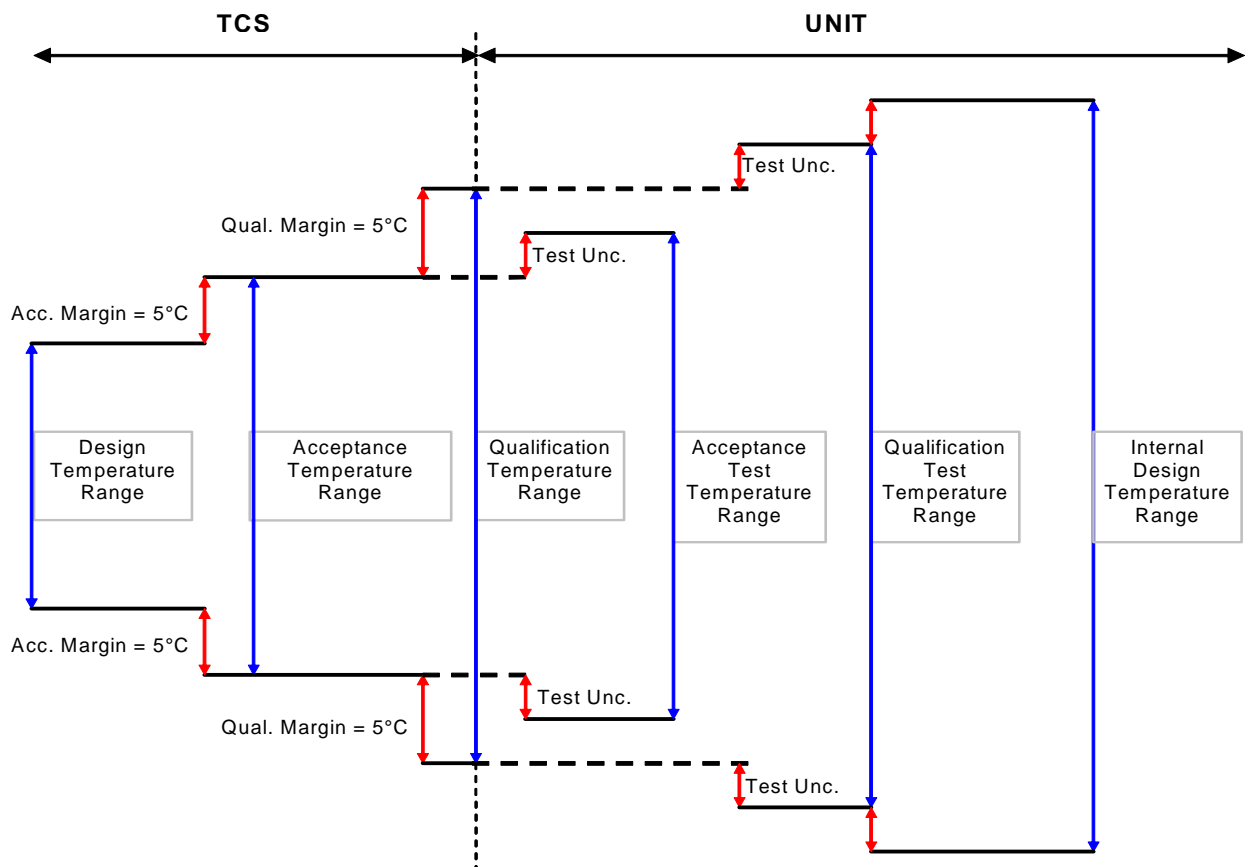 TCS
UNIT
Test Unc.
Qual. Margin = 5°C
Test Unc.
Acc. Margin = 5°C
Design
Temperature
Range
Acceptance
Temperature
Range
Qualification
Temperature
Range
Acceptance
Test
Temperature
Range
Qualification
Test
Temperature
Range
Internal
Design
Temperature
Range
Acc. Margin = 5°C
Test Unc.
Qual. Margin = 5°C
Test Unc.